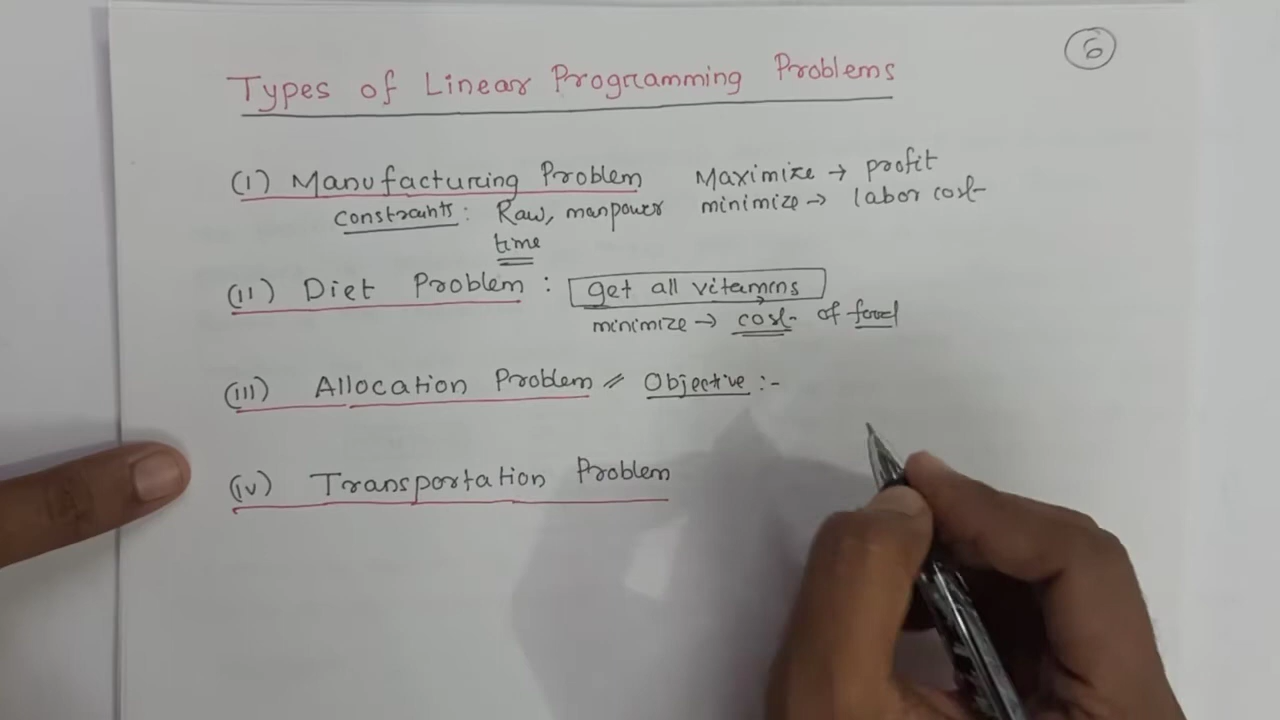 6
Types of Linear Programming Problems
(i) Manufacturing Problem Maximize → profit
Constraints: Raw, manpower minimize → labor cost
time
(ii) Diet Problem : get all vitamins
minimize → cost of food
(iii) Allocation Problem // Objective :-
(iv) Transportation Problem